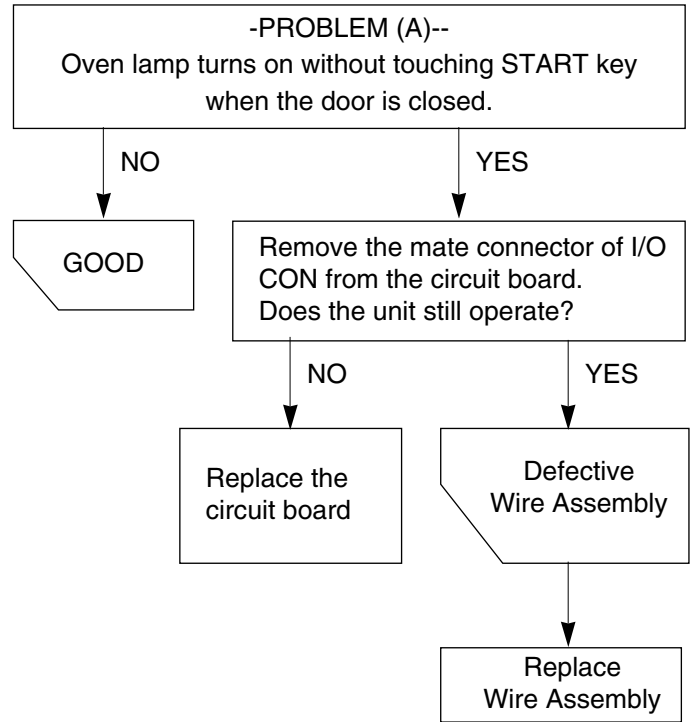 -PROBLEM (A)--
Oven lamp turns on without touching START key
when the door is closed.
NO
YES
GOOD
Remove the mate connector of I/O
CON from the circuit board.
Does the unit still operate?
NO
YES
Replace the
circuit board
Defective
Wire Assembly
Replace
Wire Assembly